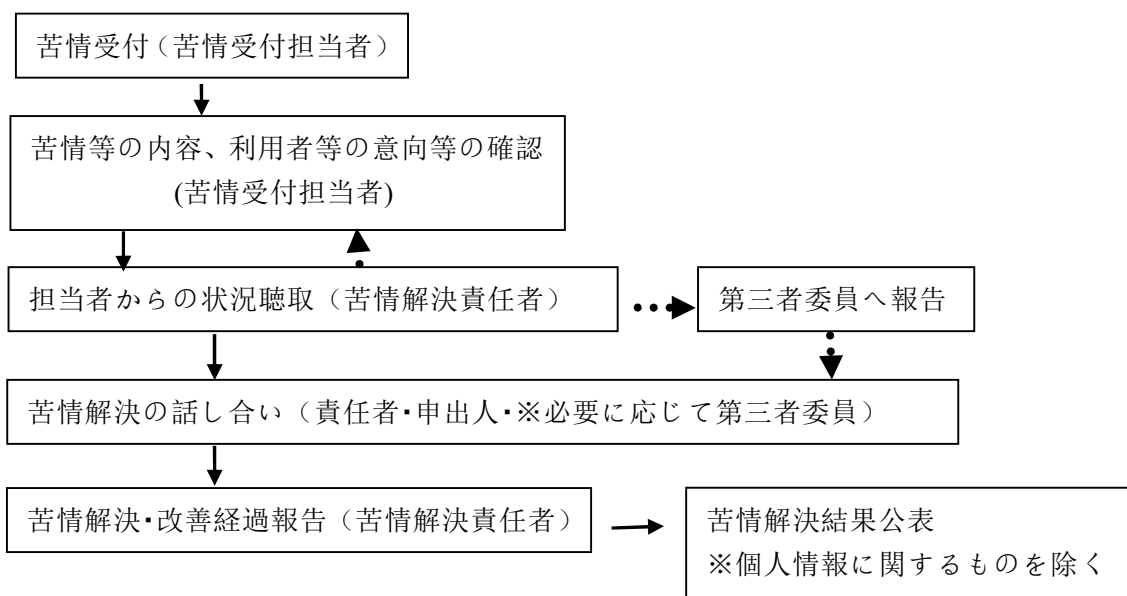 苦情受付（苦情受付担当者）
苦情等の内容、利用者等の意向等の確認
(苦情受付担当者)
担当者からの状況聴取（苦情解決責任者）
第三者委員へ報告
苦情解決の話し合い（責任者・申出人・※必要に応じて第三者委員）
苦情解決・改善経過報告（苦情解決責任者）
苦情解決結果公表
※個人情報に関するものを除く